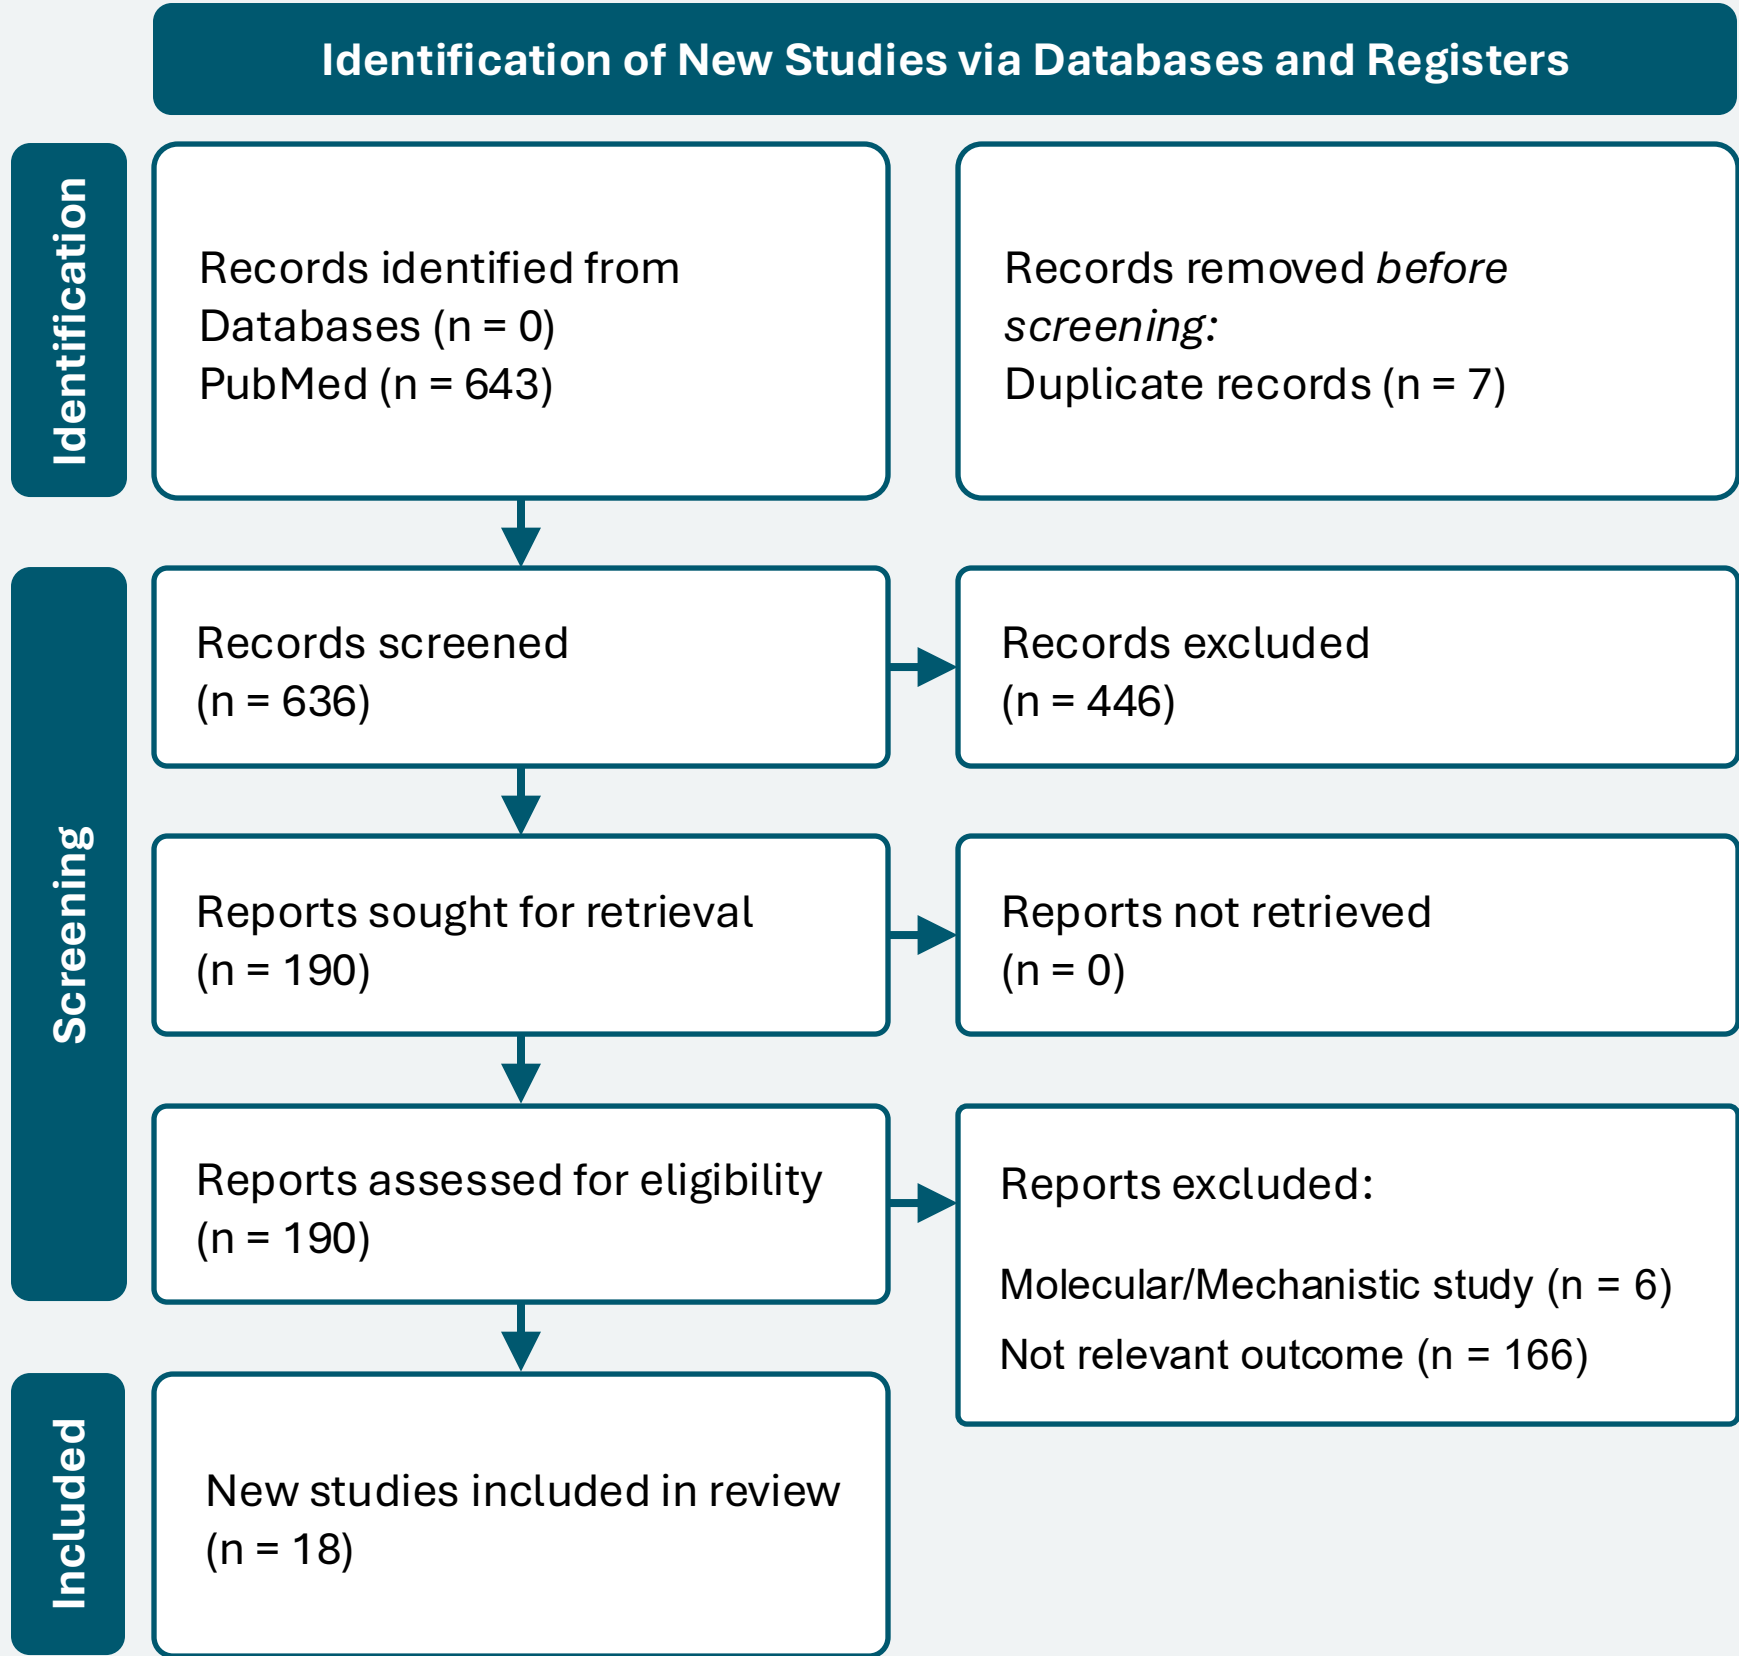 Identification of New Studies via Databases and Registers
Identification
Records identified from
Databases (n = 0)
PubMed (n = 643)
Records removed before
screening:
Duplicate records (n = 7)
Screening
Records screened
(n = 636)
Records excluded
(n = 446)
Reports sought for retrieval
(n = 190)
Reports not retrieved
(n = 0)
Reports assessed for eligibility
(n = 190)
Reports excluded:
Molecular/Mechanistic study (n = 6)
Not relevant outcome (n = 166)
Included
New studies included in review
(n = 18)